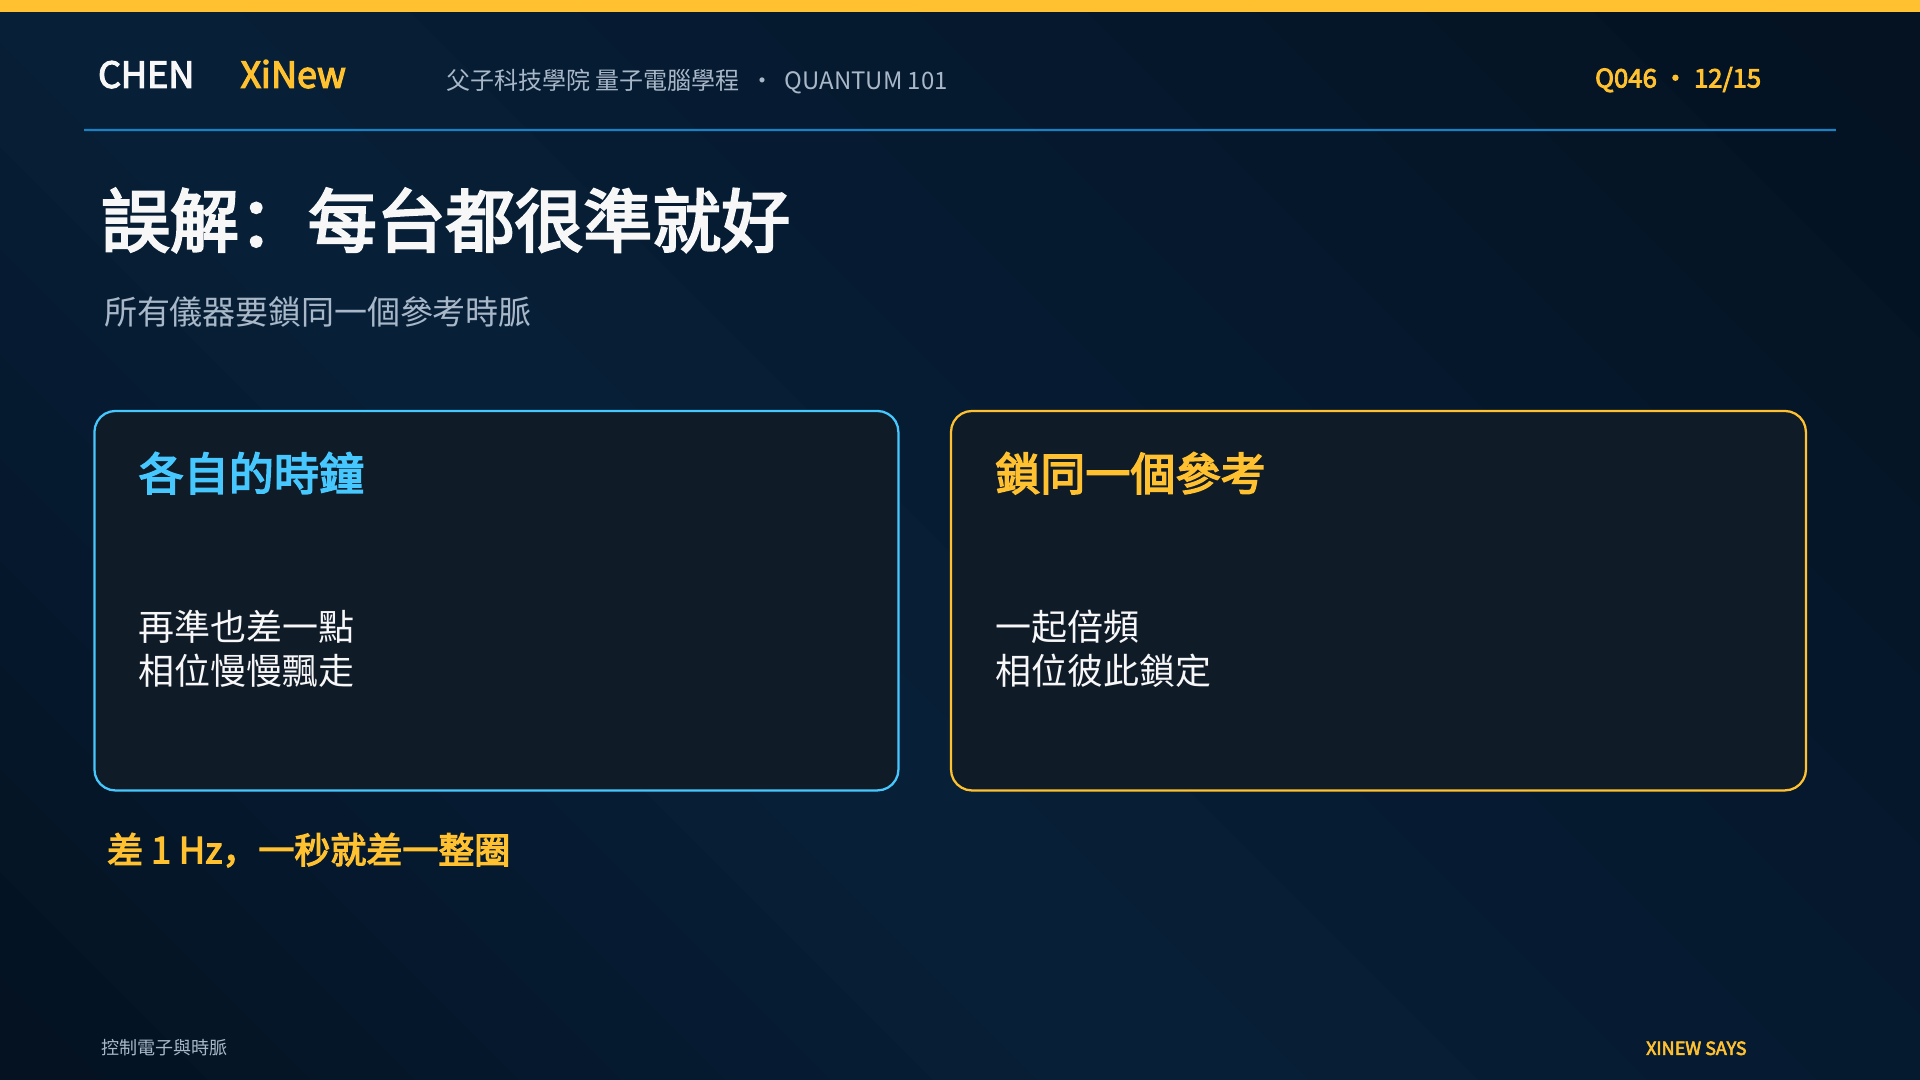 CHEN XiNew 父子科技學院 量子電腦學程 • QUANTUM 101 Q046 • 12/15
誤解：每台都很準就好
所有儀器要鎖同一個參考時脈
各自的時鐘
再準也差一點
相位慢慢飄走
鎖同一個參考
一起倍頻
相位彼此鎖定
差 1 Hz，一秒就差一整圈
控制電子與時脈
XINEW SAYS